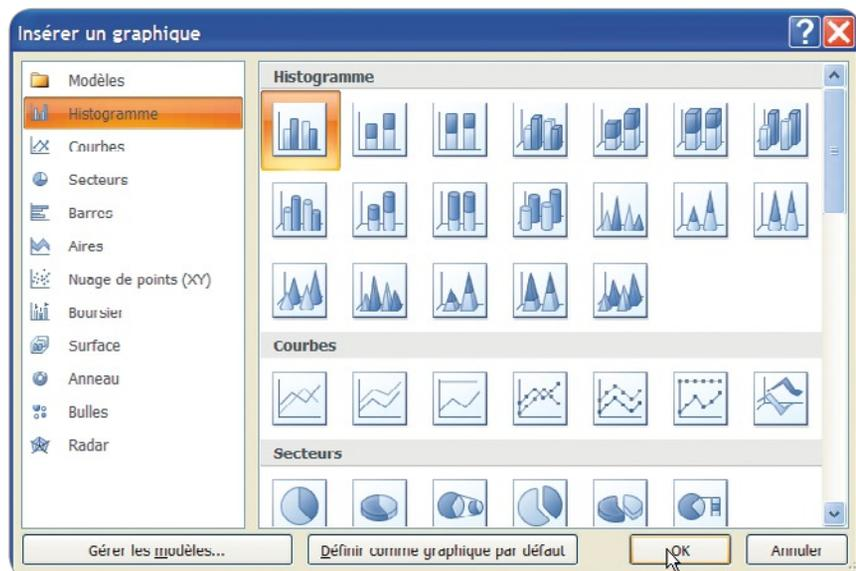 Insérer un graphique
Modèles
Histogramme
Courbes
Secteurs
Barres
Aires
Nuage de points (XY)
Boursier
Surface
Anneau
Bulles
Radar
Histogramme
Courbes
Secteurs
Gérer les modèles...
Définir comme graphique par défaut
OK
Annuler